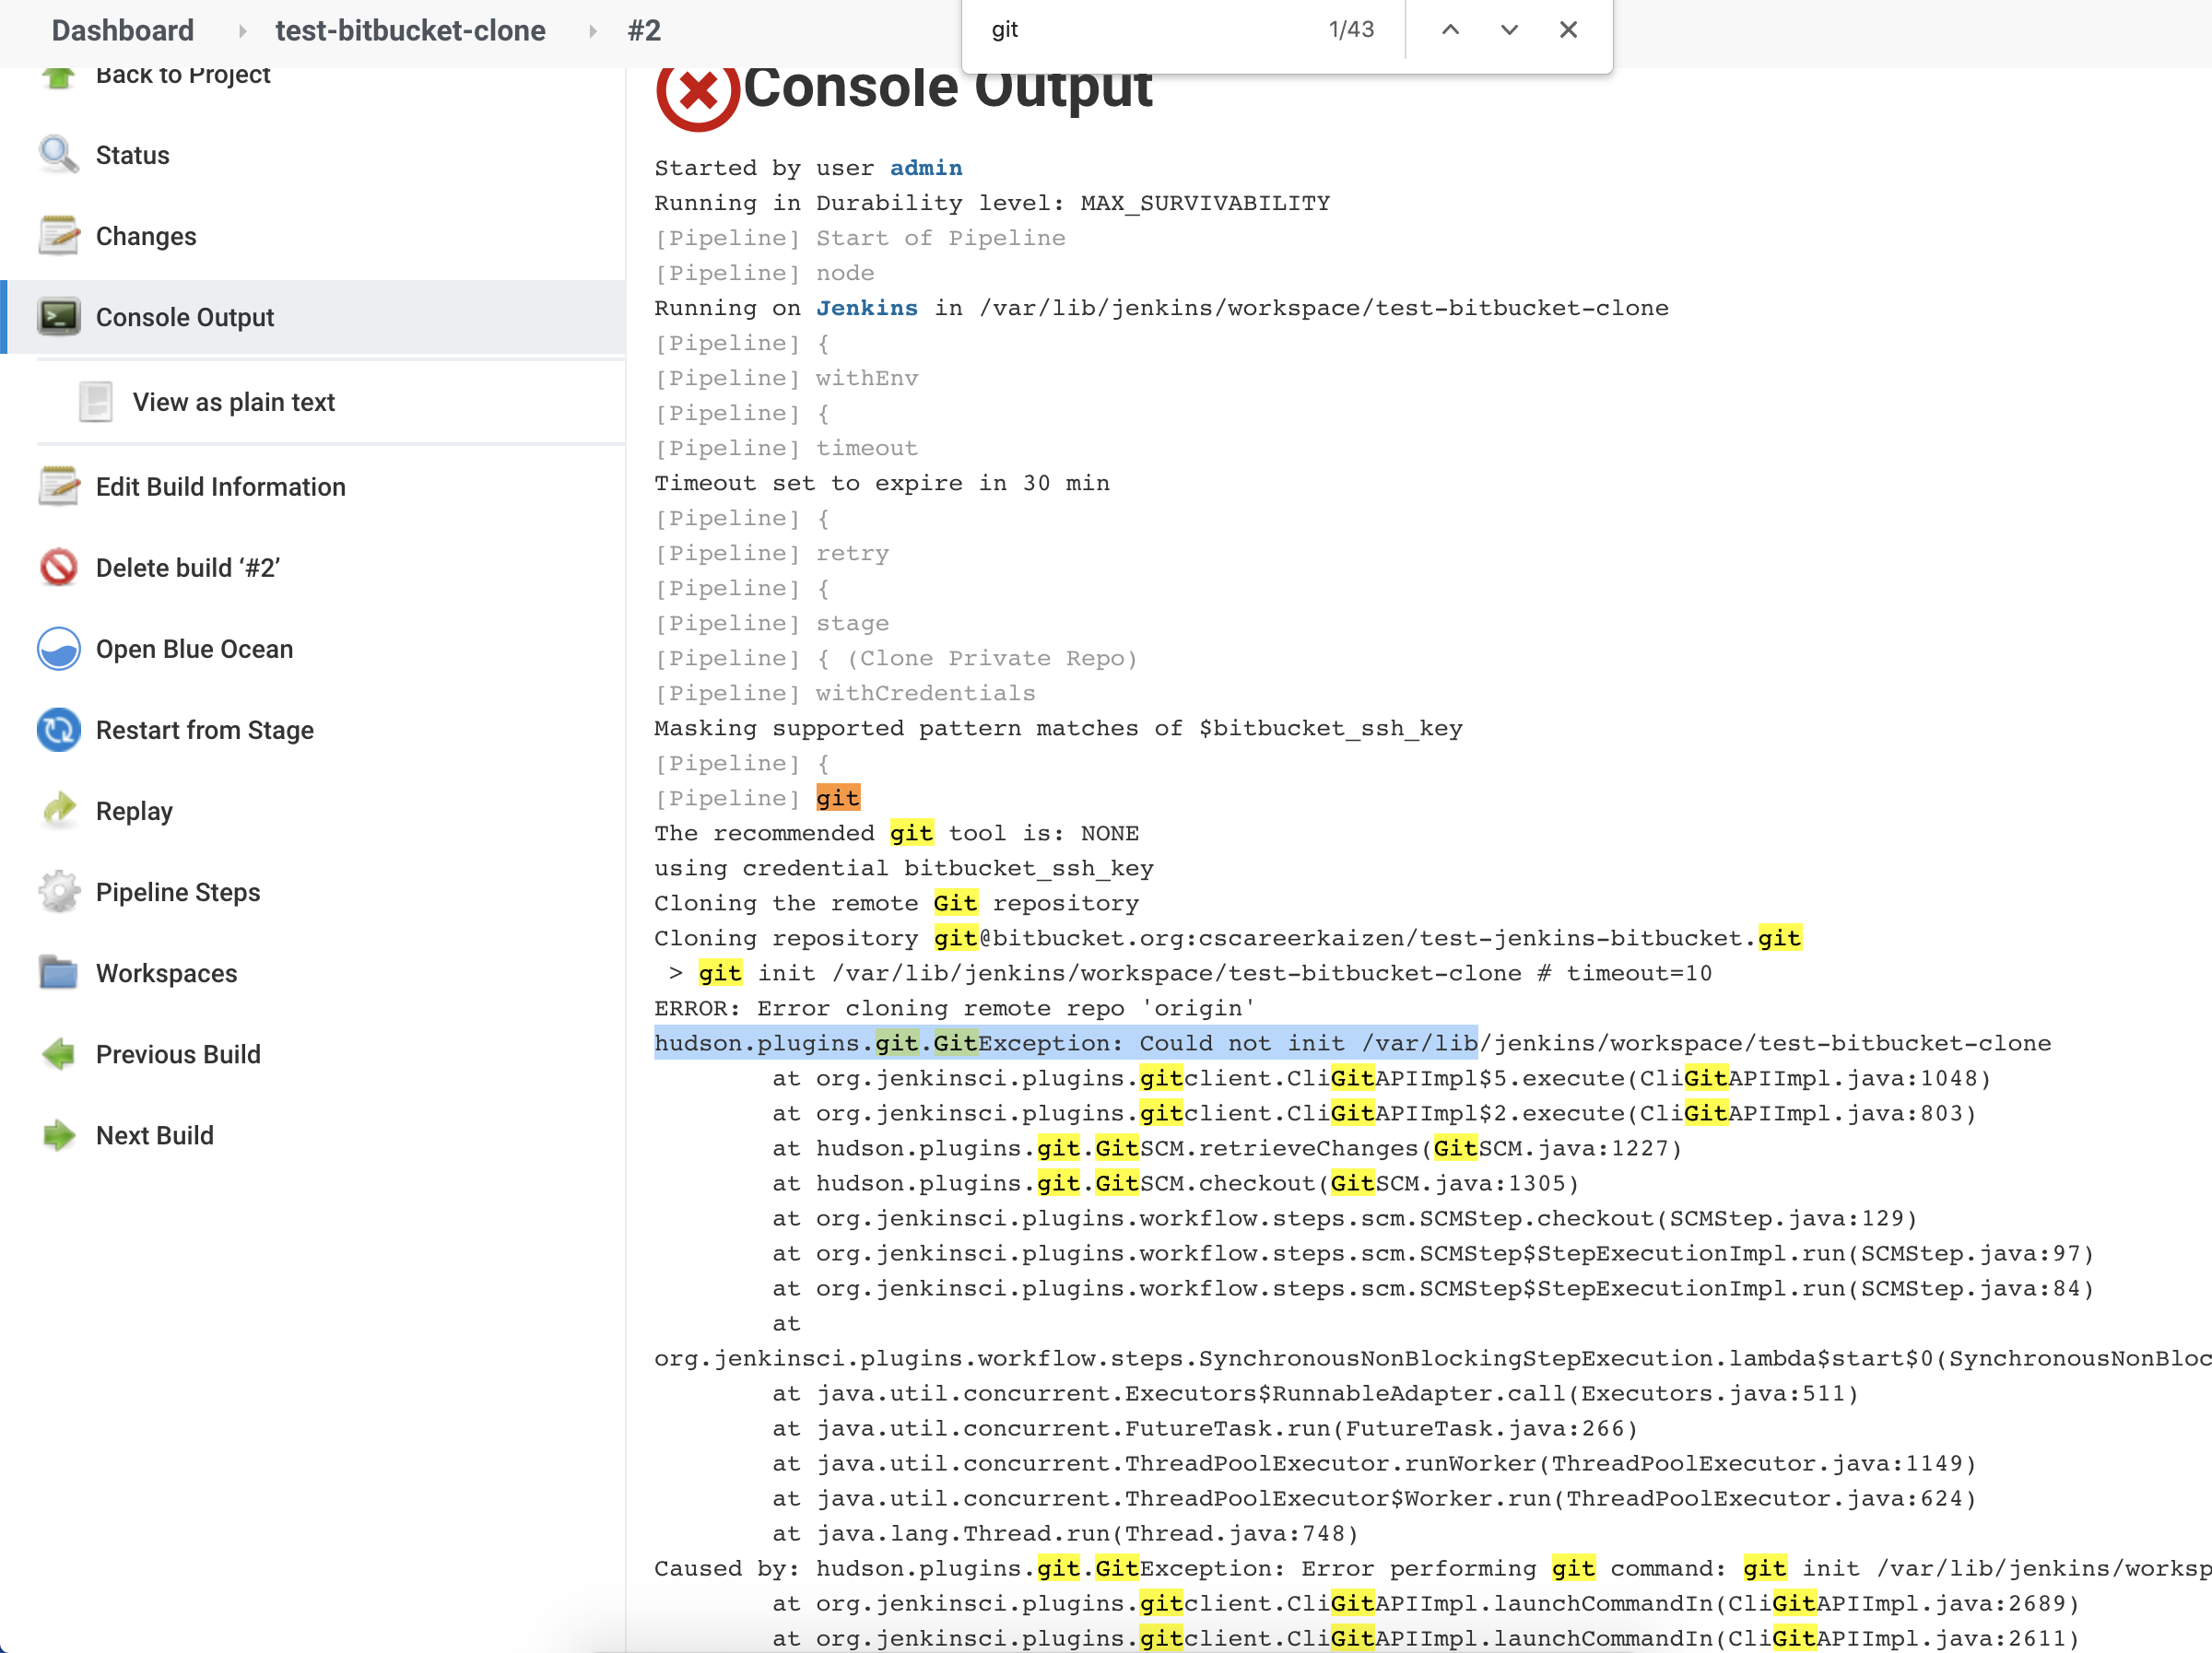 Dashboard
test-bitbucket-clone
#2
git
1/43
Back to Project
Status
Changes
Console Output
View as plain text
Edit Build Information
Delete build ‘#2’
Open Blue Ocean
Restart from Stage
Replay
Pipeline Steps
Workspaces
Previous Build
Next Build
Console Output
Started by user admin
Running in Durability level: MAX_SURVIVABILITY
[Pipeline] Start of Pipeline
[Pipeline] node
Running on Jenkins in /var/lib/jenkins/workspace/test-bitbucket-clone
[Pipeline] {
[Pipeline] withEnv
[Pipeline] {
[Pipeline] timeout
Timeout set to expire in 30 min
[Pipeline] {
[Pipeline] retry
[Pipeline] {
[Pipeline] stage
[Pipeline] { (Clone Private Repo)
[Pipeline] withCredentials
Masking supported pattern matches of $bitbucket_ssh_key
[Pipeline] {
[Pipeline] git
The recommended git tool is: NONE
using credential bitbucket_ssh_key
Cloning the remote Git repository
Cloning repository git@bitbucket.org:cscareerkaizen/test-jenkins-bitbucket.git
 > git init /var/lib/jenkins/workspace/test-bitbucket-clone # timeout=10
ERROR: Error cloning remote repo 'origin'
hudson.plugins.git.GitException: Could not init /var/lib/jenkins/workspace/test-bitbucket-clone
at org.jenkinsci.plugins.gitclient.CliGitAPIImpl$5.execute(CliGitAPIImpl.java:1048)
at org.jenkinsci.plugins.gitclient.CliGitAPIImpl$2.execute(CliGitAPIImpl.java:803)
at hudson.plugins.git.GitSCM.retrieveChanges(GitSCM.java:1227)
at hudson.plugins.git.GitSCM.checkout(GitSCM.java:1305)
at org.jenkinsci.plugins.workflow.steps.scm.SCMStep.checkout(SCMStep.java:129)
at org.jenkinsci.plugins.workflow.steps.scm.SCMStep$StepExecutionImpl.run(SCMStep.java:97)
at org.jenkinsci.plugins.workflow.steps.scm.SCMStep$StepExecutionImpl.run(SCMStep.java:84)
at
org.jenkinsci.plugins.workflow.steps.SynchronousNonBlockingStepExecution.lambda$start$0(SynchronousNonBloc
at java.util.concurrent.Executors$RunnableAdapter.call(Executors.java:511)
at java.util.concurrent.FutureTask.run(FutureTask.java:266)
at java.util.concurrent.ThreadPoolExecutor.runWorker(ThreadPoolExecutor.java:1149)
at java.util.concurrent.ThreadPoolExecutor$Worker.run(ThreadPoolExecutor.java:624)
at java.lang.Thread.run(Thread.java:748)
Caused by: hudson.plugins.git.GitException: Error performing git command: git init /var/lib/jenkins/worksp
at org.jenkinsci.plugins.gitclient.CliGitAPIImpl.launchCommandIn(CliGitAPIImpl.java:2689)
at org.jenkinsci.plugins.gitclient.CliGitAPIImpl.launchCommandIn(CliGitAPIImpl.java:2611)